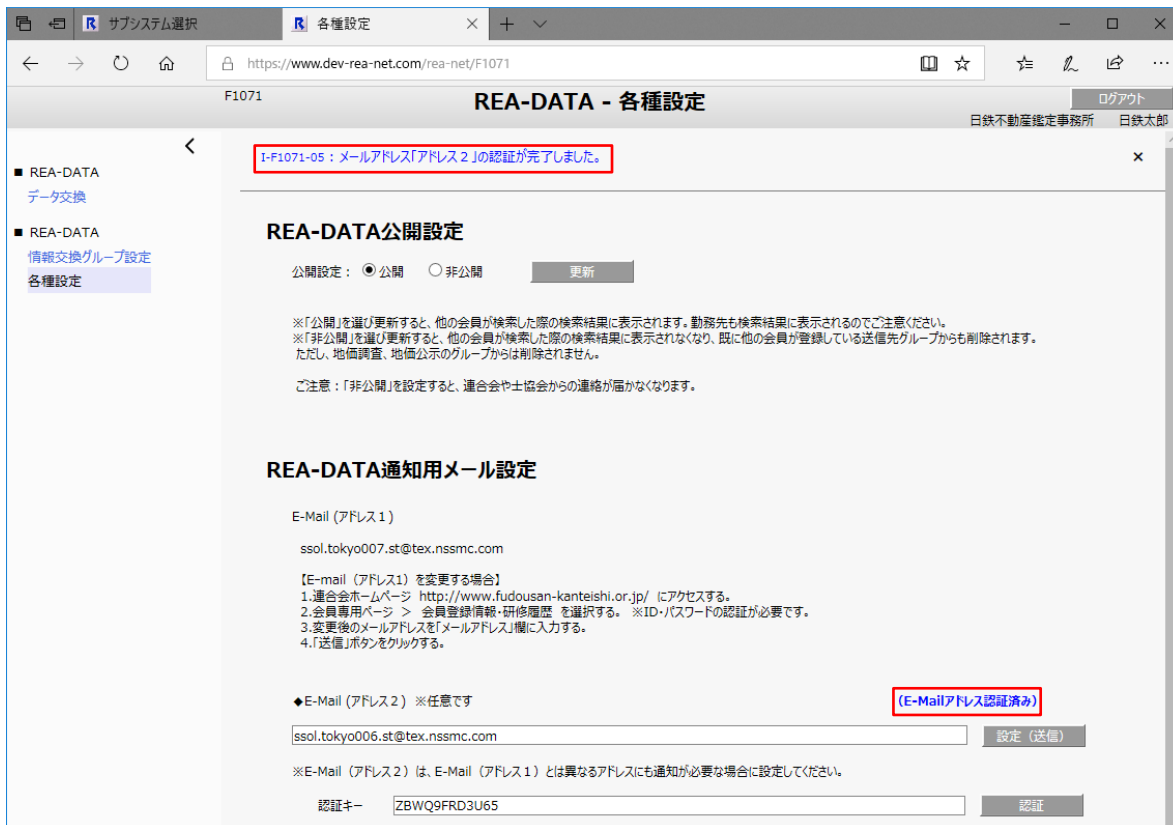 サブシステム選択
各種設定
https://www.dev-rea-net.com/rea-net/F1071
F1071
REA-DATA - 各種設定
ログアウト
日鉄不動産鑑定事務所 日鉄太郎
I-F1071-05：メールアドレス「アドレス２」の認証が完了しました。
■ REA-DATA
データ交換
■ REA-DATA
情報交換グループ設定
各種設定
REA-DATA公開設定
公開設定： 公開 非公開 更新
※「公開」を選び更新すると、他の会員が検索した際の検索結果に表示されます。勤務先も検索結果に表示されるのでご注意ください。
※「非公開」を選び更新すると、他の会員が検索した際の検索結果に表示されなくなり、既に他の会員が登録している送信先グループからも削除されます。
ただし、地価調査、地価公示のグループからは削除されません。
ご注意：「非公開」を設定すると、連合会や士協会からの連絡が届かなくなります。
REA-DATA通知用メール設定
E-Mail (アドレス１)
ssol.tokyo007.st@tex.nssmc.com
【E-mail（アドレス1）を変更する場合】
1.連合会ホームページ http://www.fudousan-kanteishi.or.jp/ にアクセスする。
2.会員専用ページ ＞ 会員登録情報・研修履歴 を選択する。 ※ID・パスワードの認証が必要です。
3.変更後のメールアドレスを「メールアドレス」欄に入力する。
4.「送信」ボタンをクリックする。
◆E-Mail (アドレス２) ※任意です
（E-Mailアドレス認証済み）
ssol.tokyo006.st@tex.nssmc.com
設定（送信）
※E-Mail（アドレス２）は、E-Mail（アドレス１）とは異なるアドレスにも通知が必要な場合に設定してください。
認証キー ZBWQ9FRD3U65 認証